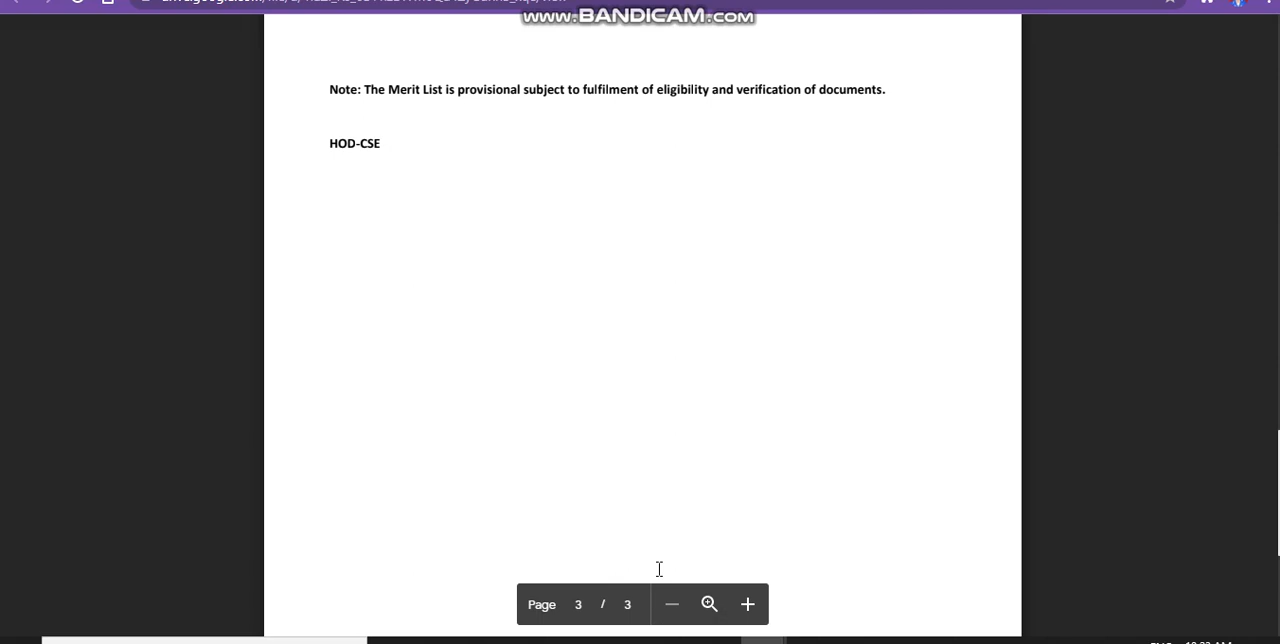 WWW.BANDICAM.COM
Note: The Merit List is provisional subject to fulfilment of eligibility and verification of documents.
HOD-CSE
Page 3 / 3